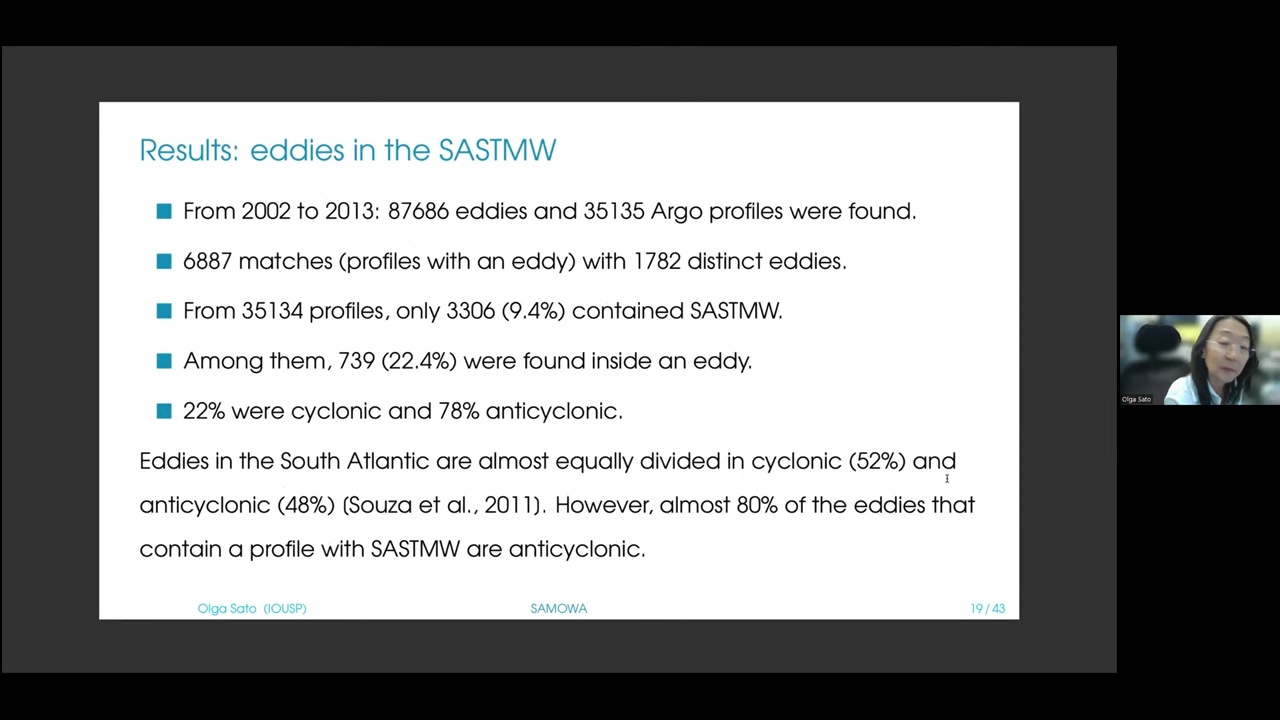 Results: eddies in the SASTMW
From 2002 to 2013: 87686 eddies and 35135 Argo profiles were found.
6887 matches (profiles with an eddy) with 1782 distinct eddies.
From 35134 profiles, only 3306 (9.4%) contained SASTMW.
Among them, 739 (22.4%) were found inside an eddy.
22% were cyclonic and 78% anticyclonic.
Eddies in the South Atlantic are almost equally divided in cyclonic (52%) and
anticyclonic (48%) (Souza et al., 2011). However, almost 80% of the eddies that
contain a profile with SASTMW are anticyclonic.
Olga Sato (IOUSP) SAMOWA 19 / 43
Olga Sato